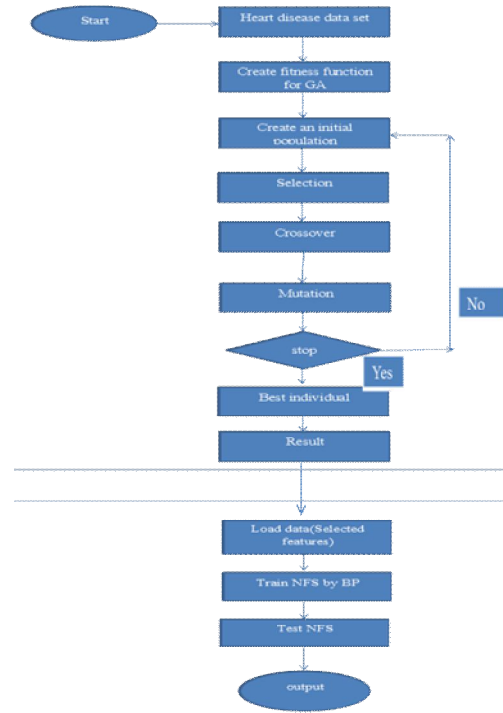 Start
Heart disease data set
Create fitness function
for GA
Create an initial
population
Selection
Crossover
Mutation
No
stop
Yes
Best individual
Result
Load data(Selected
features)
Train NFS by BP
Test NFS
output